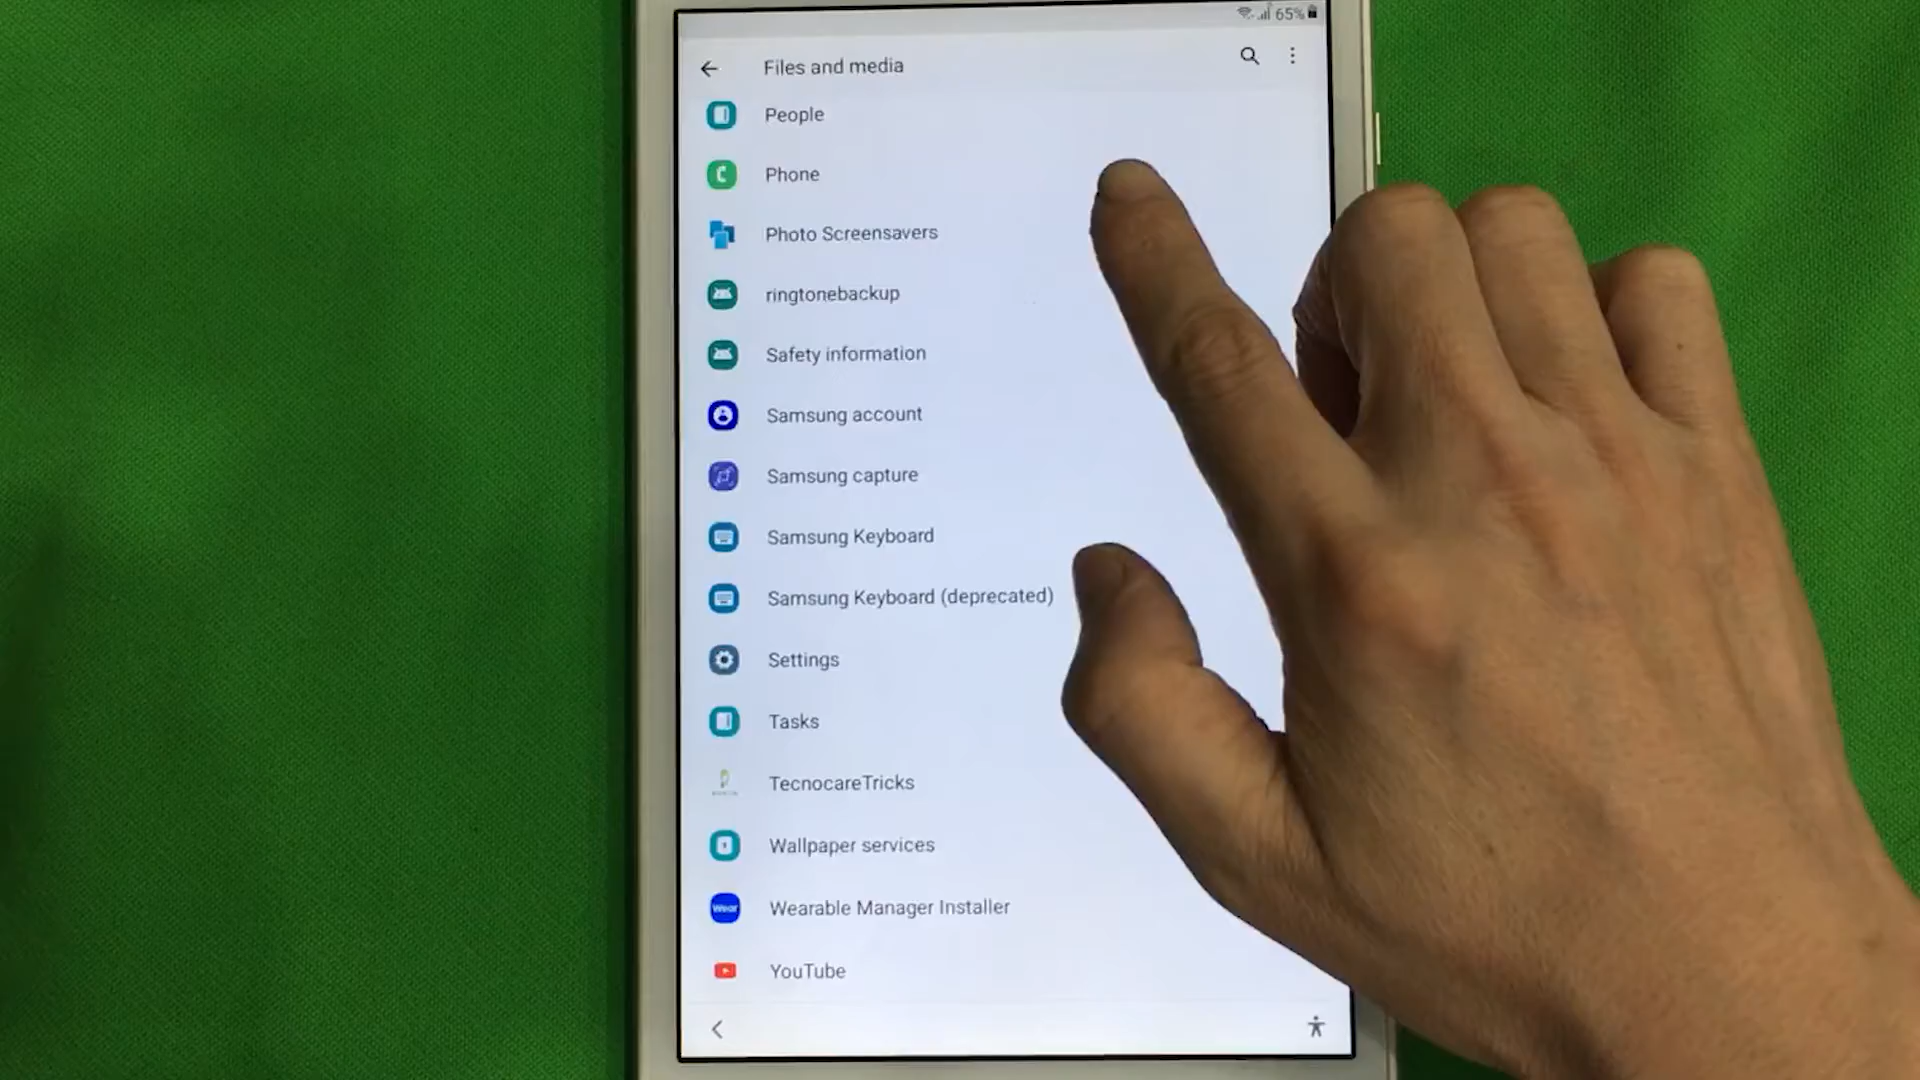 65%
Files and media
People
Phone
Photo Screensavers
ringtonebackup
Safety information
Samsung account
Samsung capture
Samsung Keyboard
Samsung Keyboard (deprecated)
Settings
Tasks
TecnocareTricks
Wallpaper services
Wear
Wearable Manager Installer
YouTube